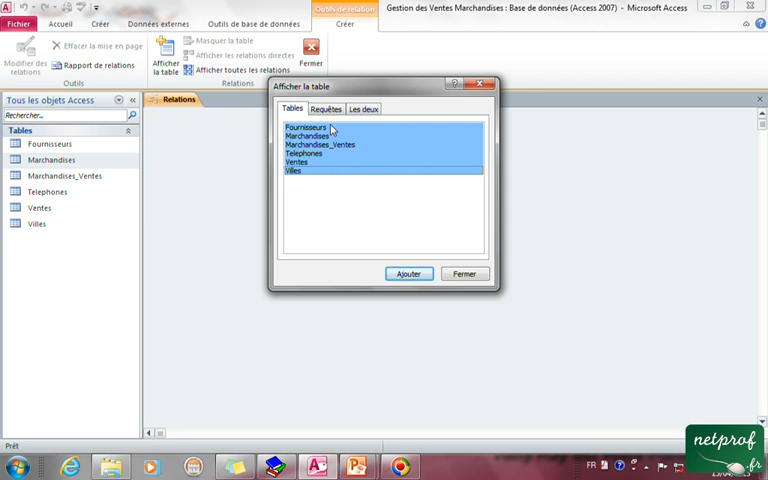 Outils de relation
Gestion des Ventes Marchandises : Base de données (Access 2007) - Microsoft Access
Fichier
Accueil
Créer
Données externes
Outils de base de données
Créer
Modifier des relations
Effacer la mise en page
Rapport de relations
Outils
Afficher la table
Masquer la table
Afficher les relations directes
Afficher toutes les relations
Fermer
Relations
Tous les objets Access
Rechercher...
Tables
Fournisseurs
Marchandises
Marchandises_Ventes
Telephones
Ventes
Villes
Relations
Afficher la table
Tables
Requêtes
Les deux
Fournisseurs
Marchandises
Marchandises_Ventes
Telephones
Ventes
Villes
Ajouter
Fermer
Prêt
FR
netprof
.fr